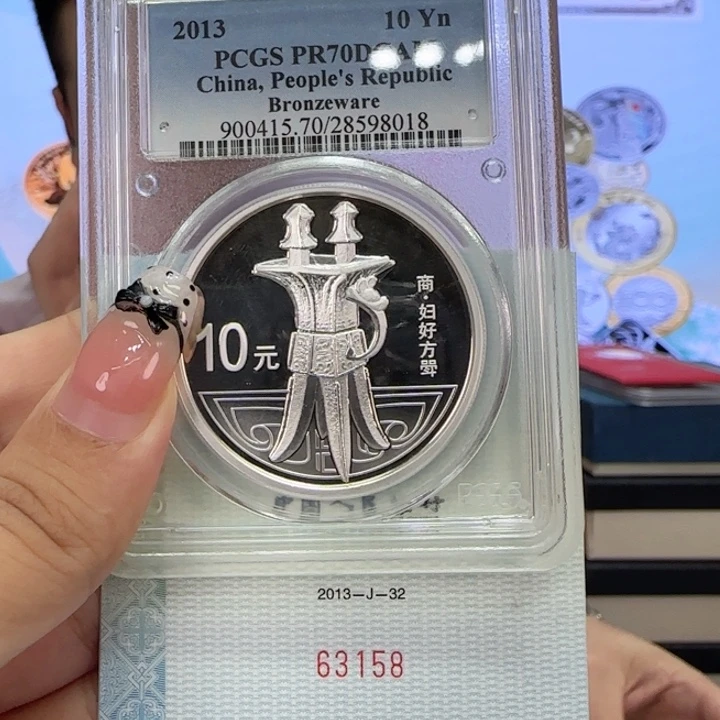 2013 10 Yn
PCGS PR70DCAM
China, People's Republic
Bronzeware
900415.70/28598018
商·妇好方斝
10元
2013—J—32
63158